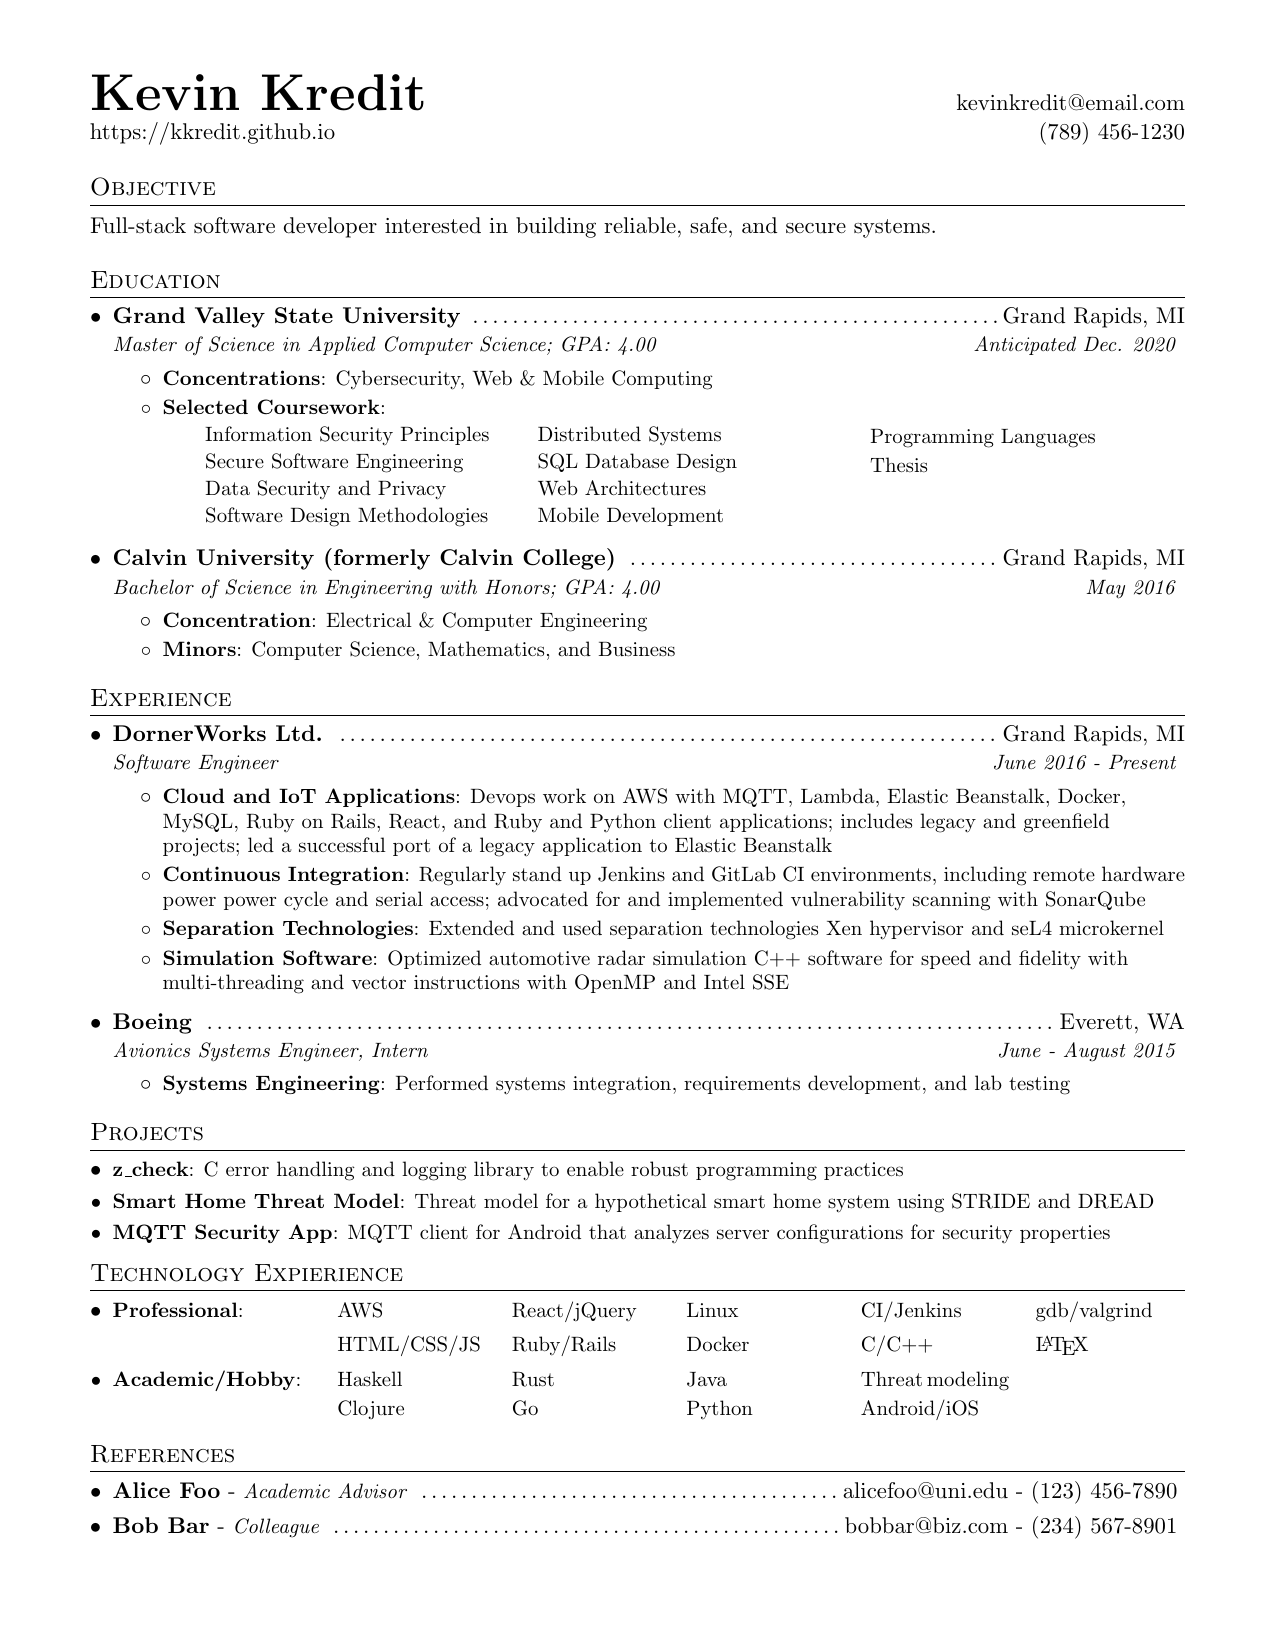 Kevin Kredit
kevinkredit@email.com
https://kkredit.github.io
(789) 456-1230
Objective
Full-stack software developer interested in building reliable, safe, and secure systems.
Education
• Grand Valley State University ..................................................... Grand Rapids, MI
Master of Science in Applied Computer Science; GPA: 4.00 Anticipated Dec. 2020
◦ Concentrations: Cybersecurity, Web & Mobile Computing
◦ Selected Coursework:
Information Security Principles
Secure Software Engineering
Data Security and Privacy
Software Design Methodologies
Distributed Systems
SQL Database Design
Web Architectures
Mobile Development
Programming Languages
Thesis
• Calvin University (formerly Calvin College) ..................................... Grand Rapids, MI
Bachelor of Science in Engineering with Honors; GPA: 4.00 May 2016
◦ Concentration: Electrical & Computer Engineering
◦ Minors: Computer Science, Mathematics, and Business
Experience
• DornerWorks Ltd. .................................................................. Grand Rapids, MI
Software Engineer June 2016 - Present
◦ Cloud and IoT Applications: Devops work on AWS with MQTT, Lambda, Elastic Beanstalk, Docker,
MySQL, Ruby on Rails, React, and Ruby and Python client applications; includes legacy and greenfield
projects; led a successful port of a legacy application to Elastic Beanstalk
◦ Continuous Integration: Regularly stand up Jenkins and GitLab CI environments, including remote hardware
power power cycle and serial access; advocated for and implemented vulnerability scanning with SonarQube
◦ Separation Technologies: Extended and used separation technologies Xen hypervisor and seL4 microkernel
◦ Simulation Software: Optimized automotive radar simulation C++ software for speed and fidelity with
multi-threading and vector instructions with OpenMP and Intel SSE
• Boeing ..................................................................................... Everett, WA
Avionics Systems Engineer, Intern June - August 2015
◦ Systems Engineering: Performed systems integration, requirements development, and lab testing
Projects
• z_check: C error handling and logging library to enable robust programming practices
• Smart Home Threat Model: Threat model for a hypothetical smart home system using STRIDE and DREAD
• MQTT Security App: MQTT client for Android that analyzes server configurations for security properties
Technology Expierience
• Professional: AWS React/jQuery Linux CI/Jenkins gdb/valgrind
HTML/CSS/JS Ruby/Rails Docker C/C++ LATEX
• Academic/Hobby: Haskell Rust Java Threat modeling
Clojure Go Python Android/iOS
References
• Alice Foo - Academic Advisor .......................................... alicefoo@uni.edu - (123) 456-7890
• Bob Bar - Colleague ................................................... bobbar@biz.com - (234) 567-8901